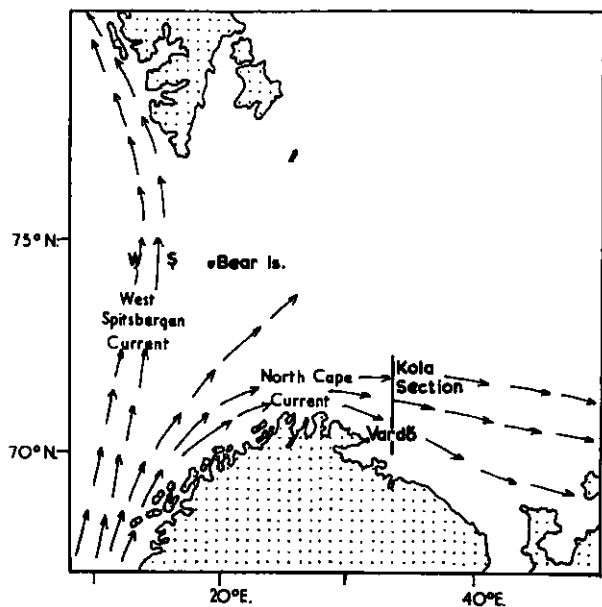 75°N.
W S
Bear Is.
West
Spitsbergen
Current
North Cape
Current
Kola
Section
Vardö
70°N.
20°E.
40°E.